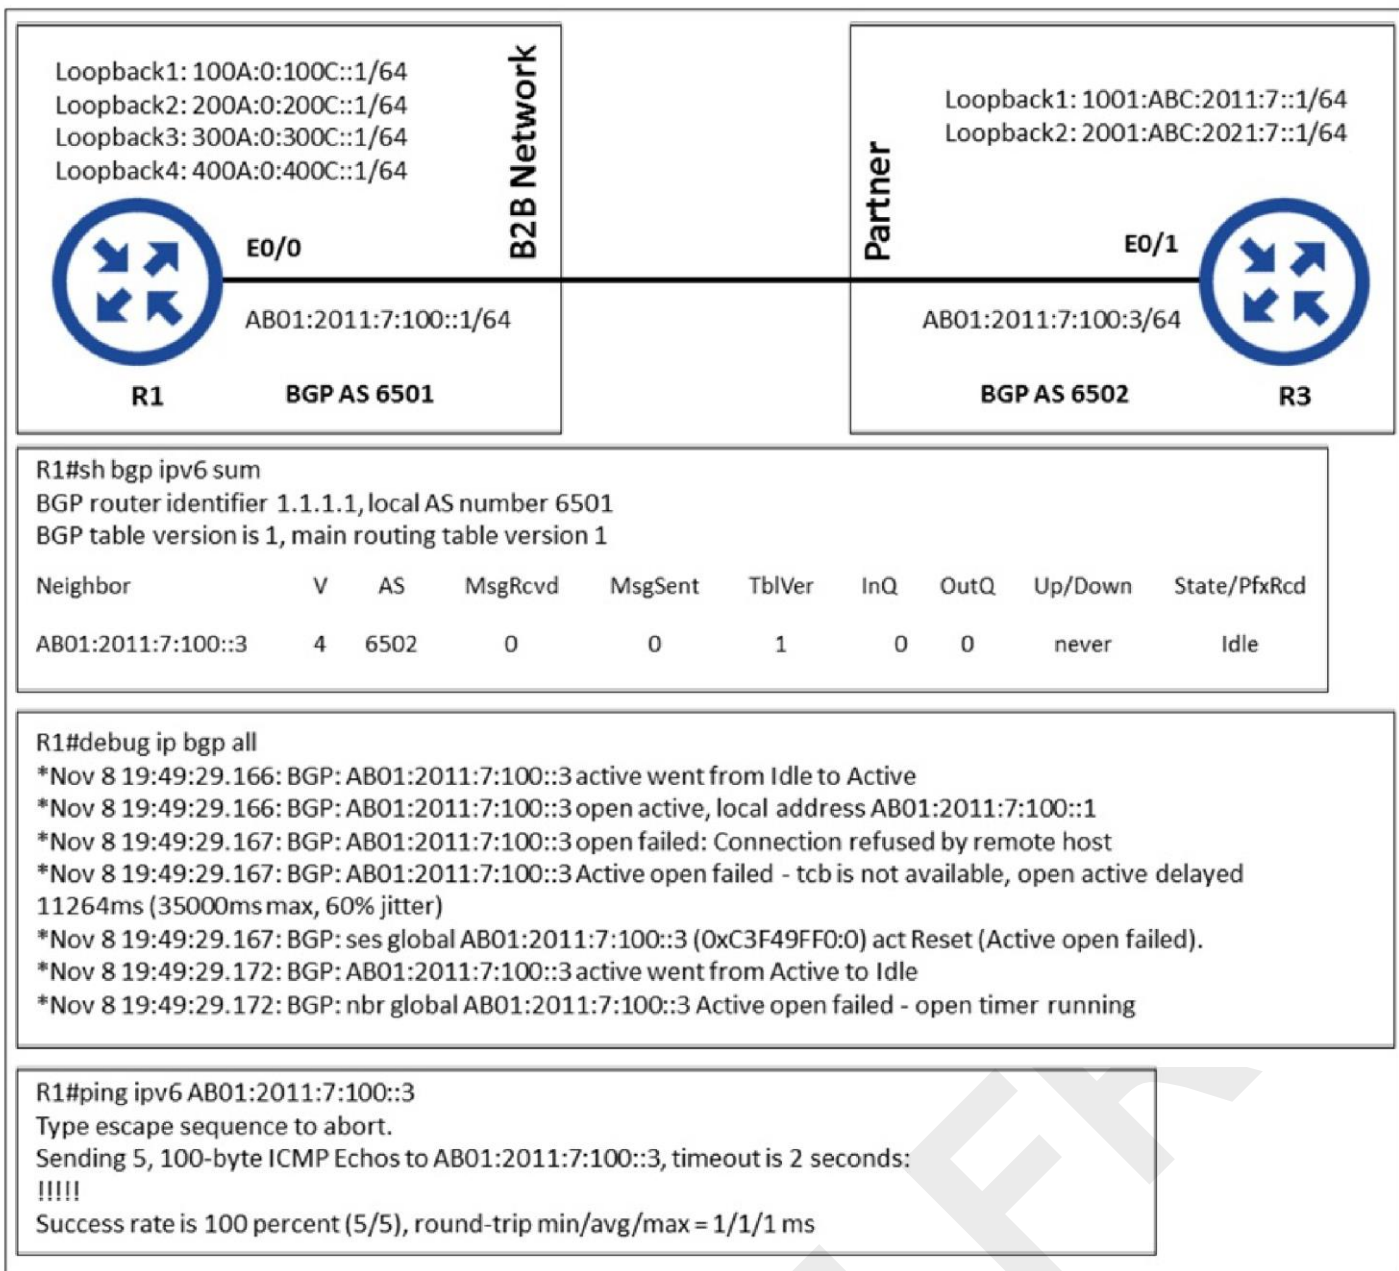 Loopback1: 100A:0:100C::1/64
Loopback2: 200A:0:200C::1/64
Loopback3: 300A:0:300C::1/64
Loopback4: 400A:0:400C::1/64
B2B Network
E0/0
AB01:2011:7:100::1/64
R1
BGP AS 6501
Partner
Loopback1: 1001:ABC:2011:7::1/64
Loopback2: 2001:ABC:2021:7::1/64
E0/1
AB01:2011:7:100:3/64
BGP AS 6502
R3
R1#sh bgp ipv6 sum
BGP router identifier 1.1.1.1, local AS number 6501
BGP table version is 1, main routing table version 1
Neighbor V AS MsgRcvd MsgSent TblVer InQ OutQ Up/Down State/PfxRcd
AB01:2011:7:100::3 4 6502 0 0 1 0 0 never Idle
R1#debug ip bgp all
*Nov 8 19:49:29.166: BGP: AB01:2011:7:100::3 active went from Idle to Active
*Nov 8 19:49:29.166: BGP: AB01:2011:7:100::3 open active, local address AB01:2011:7:100::1
*Nov 8 19:49:29.167: BGP: AB01:2011:7:100::3 open failed: Connection refused by remote host
*Nov 8 19:49:29.167: BGP: AB01:2011:7:100::3 Active open failed - tcb is not available, open active delayed
11264ms (35000ms max, 60% jitter)
*Nov 8 19:49:29.167: BGP: ses global AB01:2011:7:100::3 (0xC3F49FF0:0) act Reset (Active open failed).
*Nov 8 19:49:29.172: BGP: AB01:2011:7:100::3 active went from Active to Idle
*Nov 8 19:49:29.172: BGP: nbr global AB01:2011:7:100::3 Active open failed - open timer running
R1#ping ipv6 AB01:2011:7:100::3
Type escape sequence to abort.
Sending 5, 100-byte ICMP Echos to AB01:2011:7:100::3, timeout is 2 seconds:
!!!!!
Success rate is 100 percent (5/5), round-trip min/avg/max = 1/1/1 ms